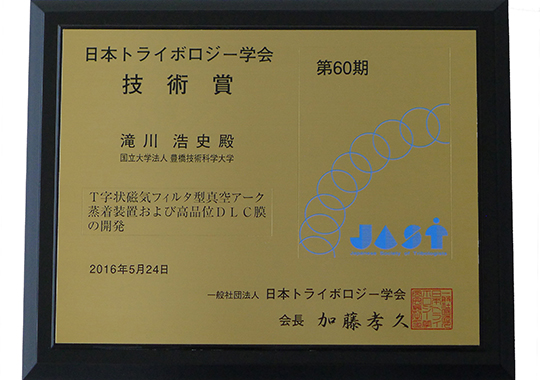 日本トライボロジー学会
技術賞
第60期
滝川 浩史殿
国立大学法人 豊橋技術科学大学
T字状磁気フィルタ型真空アーク
蒸着装置および高品位DLC膜
の開発
JAST
2016年5月24日
一般社団法人 日本トライボロジー学会
会長 加藤孝久